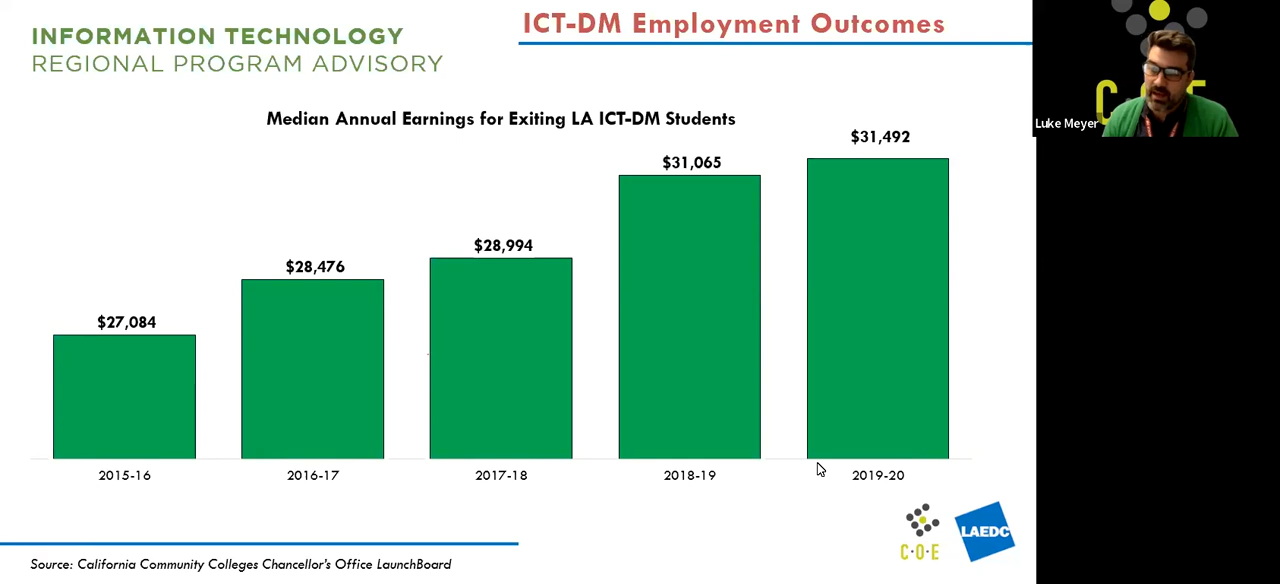 INFORMATION TECHNOLOGY
REGIONAL PROGRAM ADVISORY
ICT-DM Employment Outcomes
Luke Meyer
Median Annual Earnings for Exiting LA ICT-DM Students
$27,084
$28,476
$28,994
$31,065
$31,492
2015-16
2016-17
2017-18
2018-19
2019-20
C·O·E
LAEDC
Source: California Community Colleges Chancellor's Office LaunchBoard